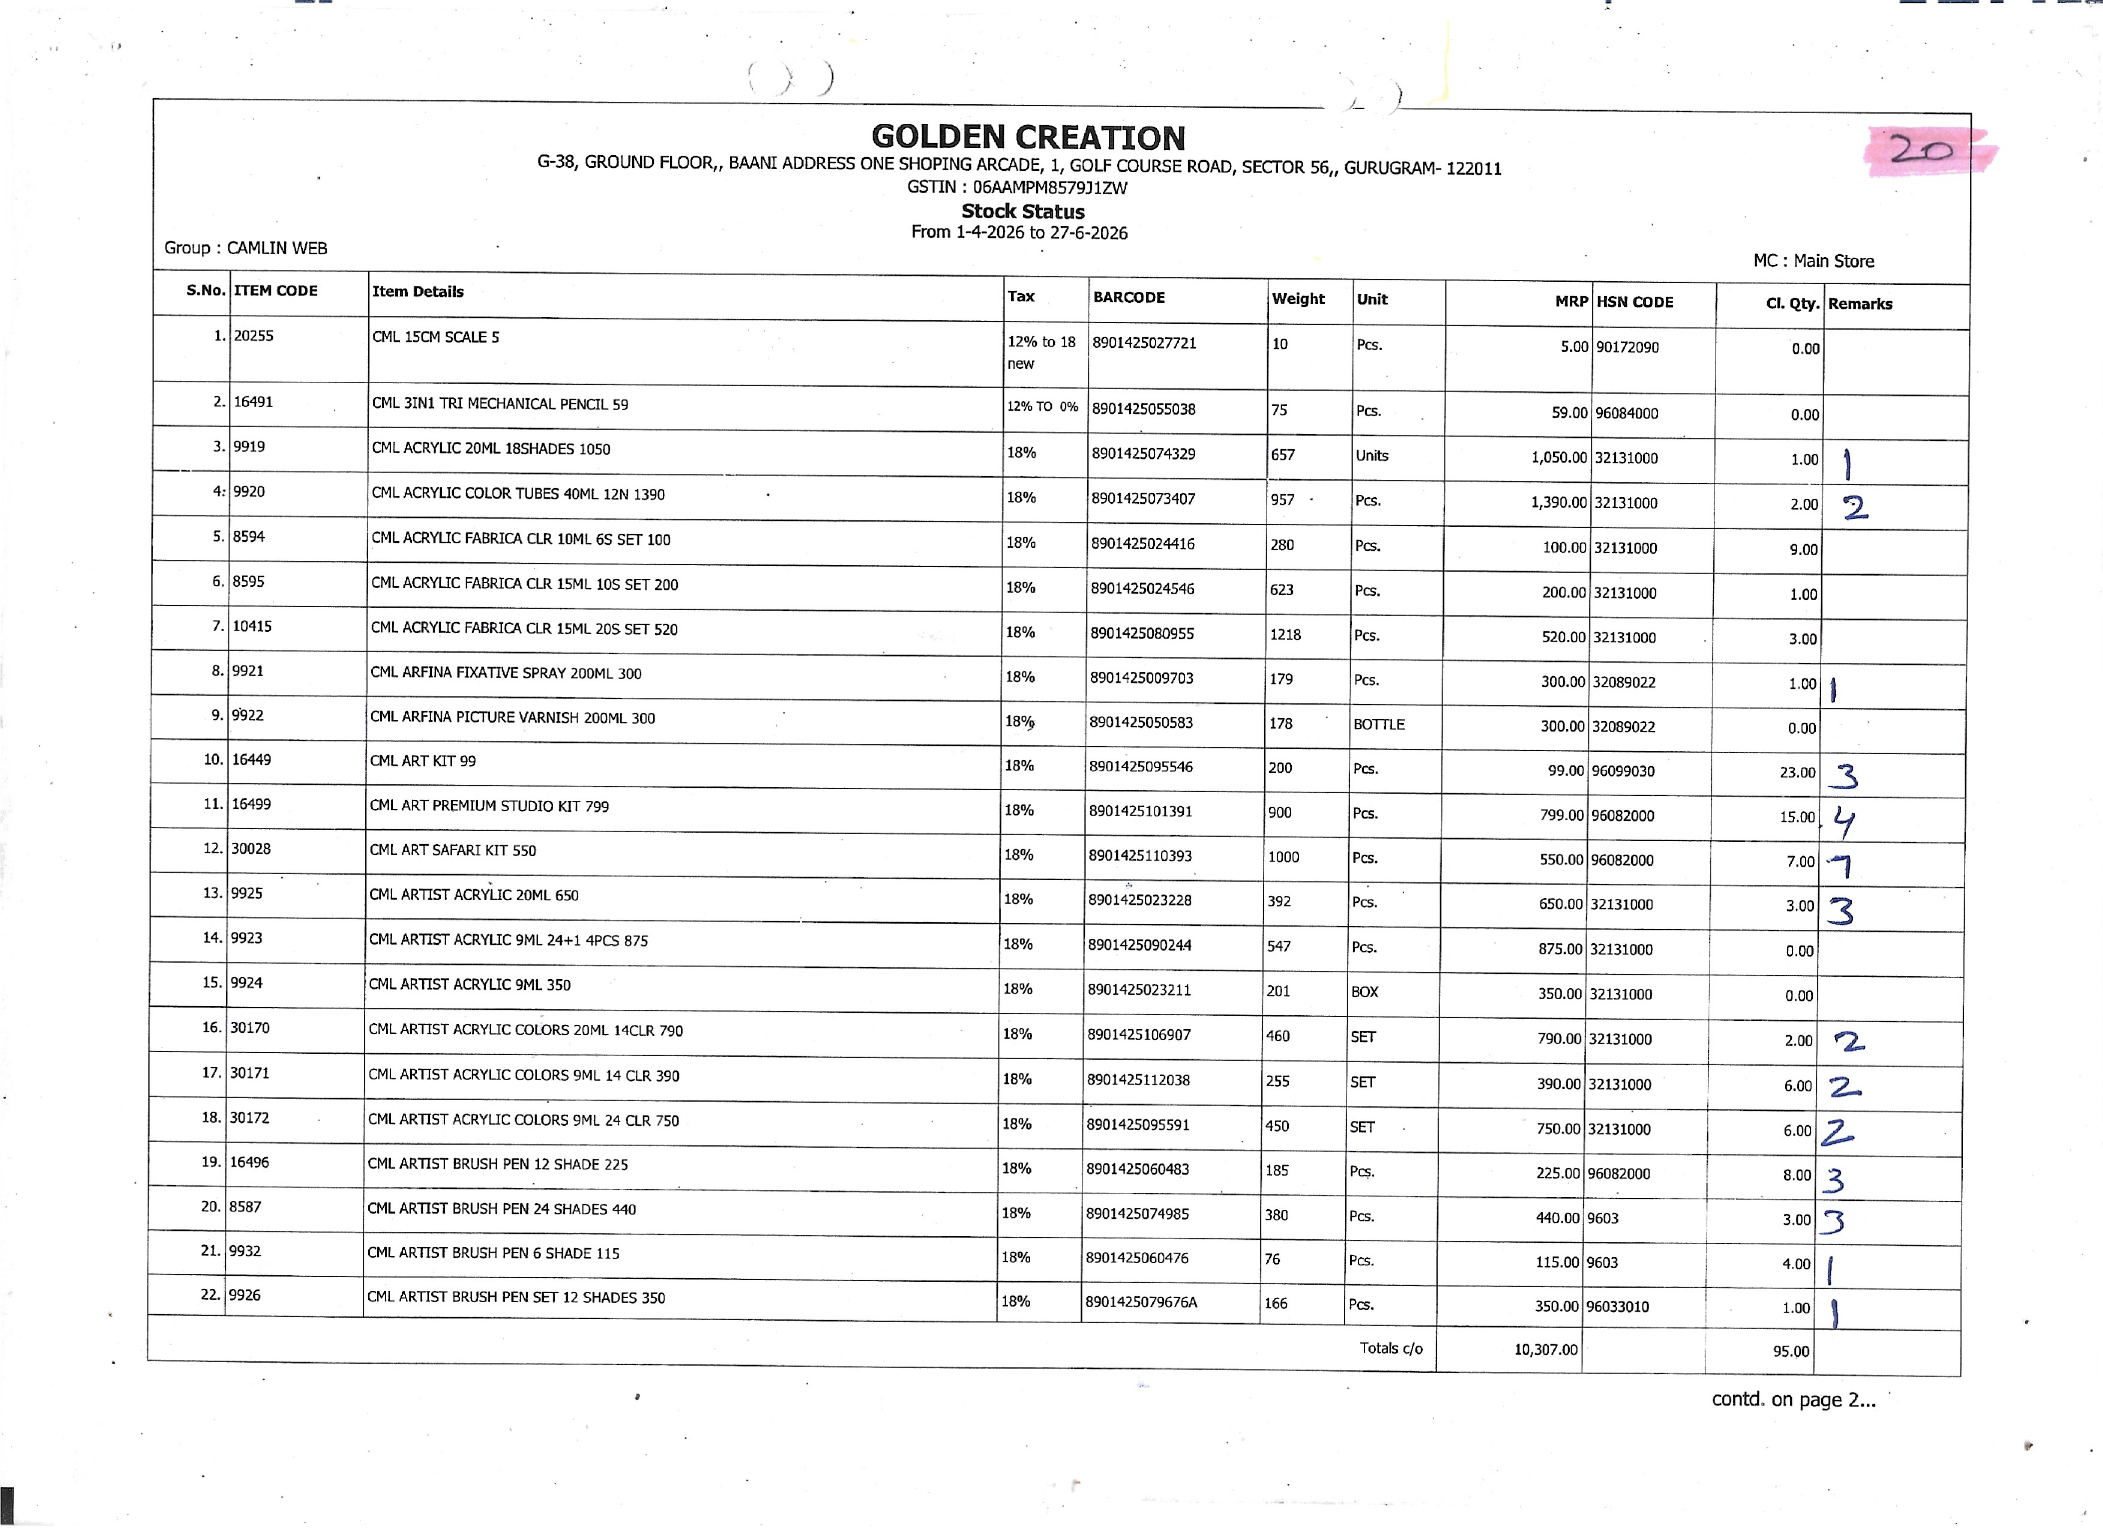 GOLDEN CREATION
20
G-38, GROUND FLOOR,, BAANI ADDRESS ONE SHOPING ARCADE, 1, GOLF COURSE ROAD, SECTOR 56,, GURUGRAM- 122011
GSTIN : 06AAMPM8579J1ZW
Stock Status
From 1-4-2026 to 27-6-2026
Group : CAMLIN WEB
MC : Main Store
S.No. ITEM CODE Item Details Tax BARCODE Weight Unit MRP HSN CODE Cl. Qty. Remarks
1. 20255 CML 15CM SCALE 5 12% to 18 8901425027721 10 Pcs. 5.00 90172090 0.00
new
2. 16491 CML 3IN1 TRI MECHANICAL PENCIL 59 12% TO 0% 8901425055038 75 Pcs. 59.00 96084000 0.00
3. 9919 CML ACRYLIC 20ML 18SHADES 1050 18% 8901425074329 657 Units 1,050.00 32131000 1.00 1
4. 9920 CML ACRYLIC COLOR TUBES 40ML 12N 1390 18% 8901425073407 957 Pcs. 1,390.00 32131000 2.00 2
5. 8594 CML ACRYLIC FABRICA CLR 10ML 6S SET 100 18% 8901425024416 280 Pcs. 100.00 32131000 9.00
6. 8595 CML ACRYLIC FABRICA CLR 15ML 10S SET 200 18% 8901425024546 623 Pcs. 200.00 32131000 1.00
7. 10415 CML ACRYLIC FABRICA CLR 15ML 20S SET 520 18% 8901425080955 1218 Pcs. 520.00 32131000 3.00
8. 9921 CML ARFINA FIXATIVE SPRAY 200ML 300 18% 8901425009703 179 Pcs. 300.00 32089022 1.00 1
9. 9922 CML ARFINA PICTURE VARNISH 200ML 300 18% 8901425050583 178 BOTTLE 300.00 32089022 0.00
10. 16449 CML ART KIT 99 18% 8901425095546 200 Pcs. 99.00 96099030 23.00 3
11. 16499 CML ART PREMIUM STUDIO KIT 799 18% 8901425101391 900 Pcs. 799.00 96082000 15.00 4
12. 30028 CML ART SAFARI KIT 550 18% 8901425110393 1000 Pcs. 550.00 96082000 7.00 7
13. 9925 CML ARTIST ACRYLIC 20ML 650 18% 8901425023228 392 Pcs. 650.00 32131000 3.00 3
14. 9923 CML ARTIST ACRYLIC 9ML 24+1 4PCS 875 18% 8901425090244 547 Pcs. 875.00 32131000 0.00
15. 9924 CML ARTIST ACRYLIC 9ML 350 18% 8901425023211 201 BOX 350.00 32131000 0.00
16. 30170 CML ARTIST ACRYLIC COLORS 20ML 14CLR 790 18% 8901425106907 460 SET 790.00 32131000 2.00 2
17. 30171 CML ARTIST ACRYLIC COLORS 9ML 14 CLR 390 18% 8901425112038 255 SET 390.00 32131000 6.00 2
18. 30172 CML ARTIST ACRYLIC COLORS 9ML 24 CLR 750 18% 8901425095591 450 SET 750.00 32131000 6.00 2
19. 16496 CML ARTIST BRUSH PEN 12 SHADE 225 18% 8901425060483 185 Pcs. 225.00 96082000 8.00 3
20. 8587 CML ARTIST BRUSH PEN 24 SHADES 440 18% 8901425074985 380 Pcs. 440.00 9603 3.00 3
21. 9932 CML ARTIST BRUSH PEN 6 SHADE 115 18% 8901425060476 76 Pcs. 115.00 9603 4.00 1
22. 9926 CML ARTIST BRUSH PEN SET 12 SHADES 350 18% 8901425079676A 166 Pcs. 350.00 96033010 1.00 1
Totals c/o 10,307.00 95.00
contd. on page 2...